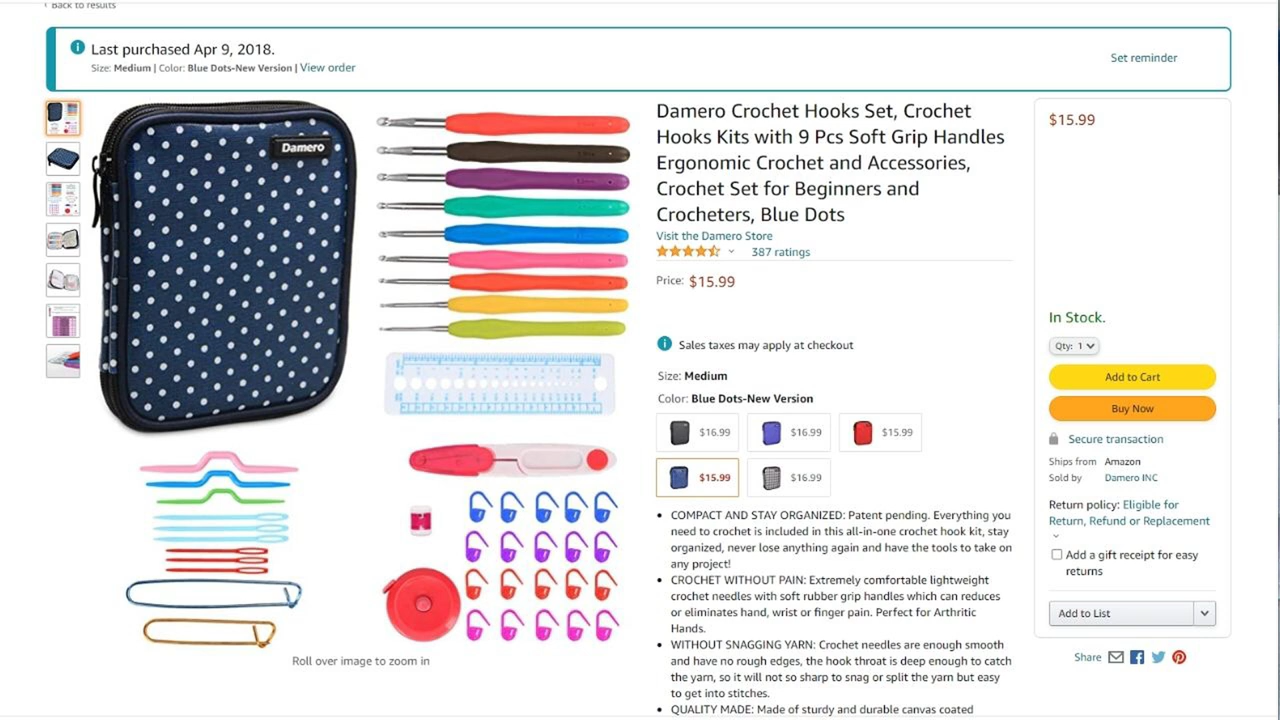 Back to results
Last purchased Apr 9, 2018.
Size: Medium | Color: Blue Dots-New Version | View order
Set reminder
Damero
Roll over image to zoom in
Damero Crochet Hooks Set, Crochet
Hooks Kits with 9 Pcs Soft Grip Handles
Ergonomic Crochet and Accessories,
Crochet Set for Beginners and
Crocheters, Blue Dots
Visit the Damero Store
387 ratings
Price: $15.99
Sales taxes may apply at checkout
Size: Medium
Color: Blue Dots-New Version
$16.99
$16.99
$15.99
$15.99
$16.99
• COMPACT AND STAY ORGANIZED: Patent pending. Everything you
need to crochet is included in this all-in-one crochet hook kit, stay
organized, never lose anything again and have the tools to take on
any project!
• CROCHET WITHOUT PAIN: Extremely comfortable lightweight
crochet needles with soft rubber grip handles which can reduces
or eliminates hand, wrist or finger pain. Perfect for Arthritic
Hands.
• WITHOUT SNAGGING YARN: Crochet needles are enough smooth
and have no rough edges, the hook throat is deep enough to catch
the yarn, so it will not so sharp to snag or split the yarn but easy
to get into stitches.
• QUALITY MADE: Made of sturdy and durable canvas coated
$15.99
In Stock.
Qty: 1
Add to Cart
Buy Now
Secure transaction
Ships from Amazon
Sold by Damero INC
Return policy: Eligible for
Return, Refund or Replacement
Add a gift receipt for easy
returns
Add to List
Share